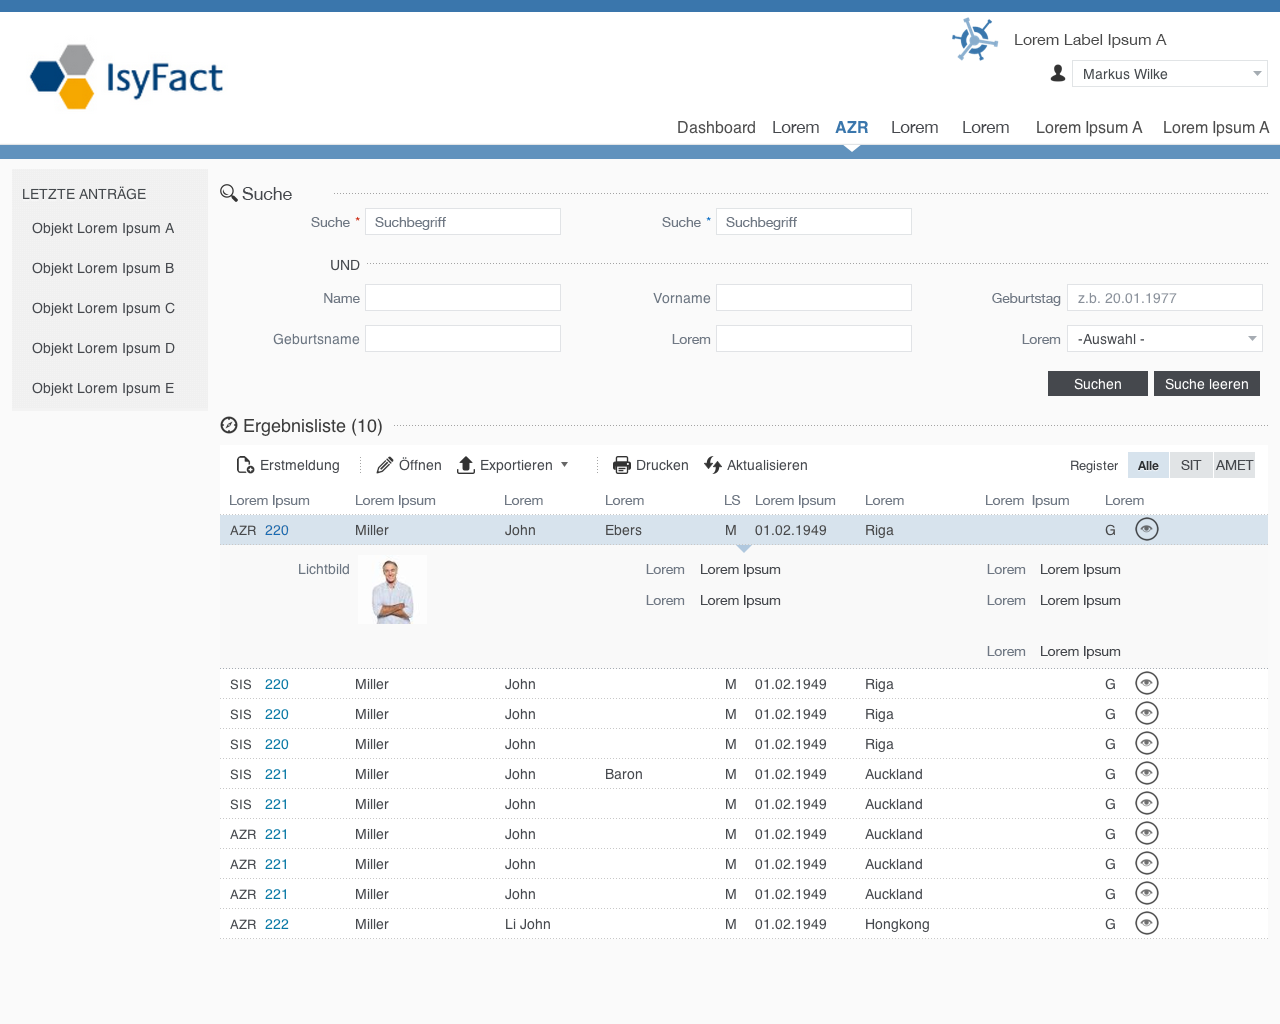 Lorem Label Ipsum A
IsyFact
Markus Wilke
Dashboard Lorem AZR Lorem Lorem Lorem Ipsum A Lorem Ipsum A
LETZTE ANTRÄGE
Objekt Lorem Ipsum A
Objekt Lorem Ipsum B
Objekt Lorem Ipsum C
Objekt Lorem Ipsum D
Objekt Lorem Ipsum E
Suche
Suche * Suchbegriff Suche * Suchbegriff
UND
Name Vorname Geburtstag z.b. 20.01.1977
Geburtsname Lorem Lorem -Auswahl -
Suchen Suche leeren
Ergebnisliste (10)
Erstmeldung Öffnen Exportieren Drucken Aktualisieren Register Alle SIT AMET
Lorem Ipsum Lorem Ipsum Lorem Lorem LS Lorem Ipsum Lorem Lorem Ipsum Lorem
AZR 220 Miller John Ebers M 01.02.1949 Riga G
Lichtbild Lorem Lorem Ipsum Lorem Lorem Ipsum
Lorem Lorem Ipsum Lorem Lorem Ipsum
Lorem Lorem Ipsum
SIS 220 Miller John M 01.02.1949 Riga G
SIS 220 Miller John M 01.02.1949 Riga G
SIS 220 Miller John M 01.02.1949 Riga G
SIS 221 Miller John Baron M 01.02.1949 Auckland G
SIS 221 Miller John M 01.02.1949 Auckland G
AZR 221 Miller John M 01.02.1949 Auckland G
AZR 221 Miller John M 01.02.1949 Auckland G
AZR 221 Miller John M 01.02.1949 Auckland G
AZR 222 Miller Li John M 01.02.1949 Hongkong G